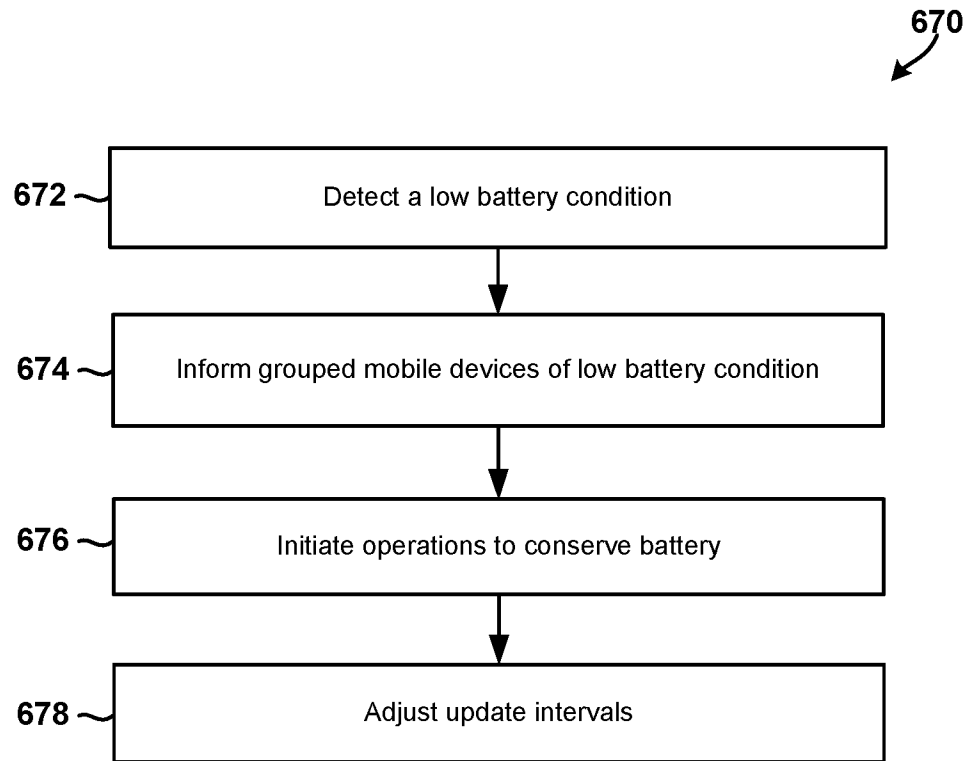 670
672 Detect a low battery condition
674 Inform grouped mobile devices of low battery condition
676 Initiate operations to conserve battery
678 Adjust update intervals